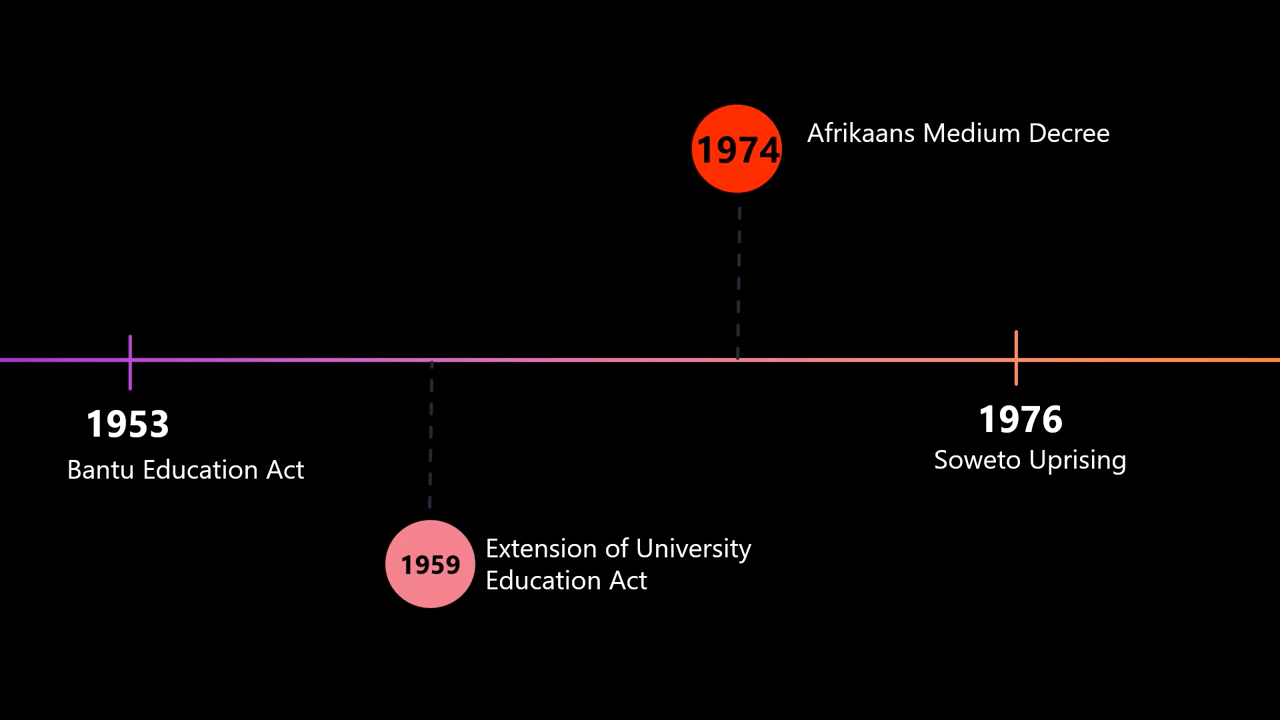 1974
Afrikaans Medium Decree
1953
Bantu Education Act
1976
Soweto Uprising
1959
Extension of University
Education Act